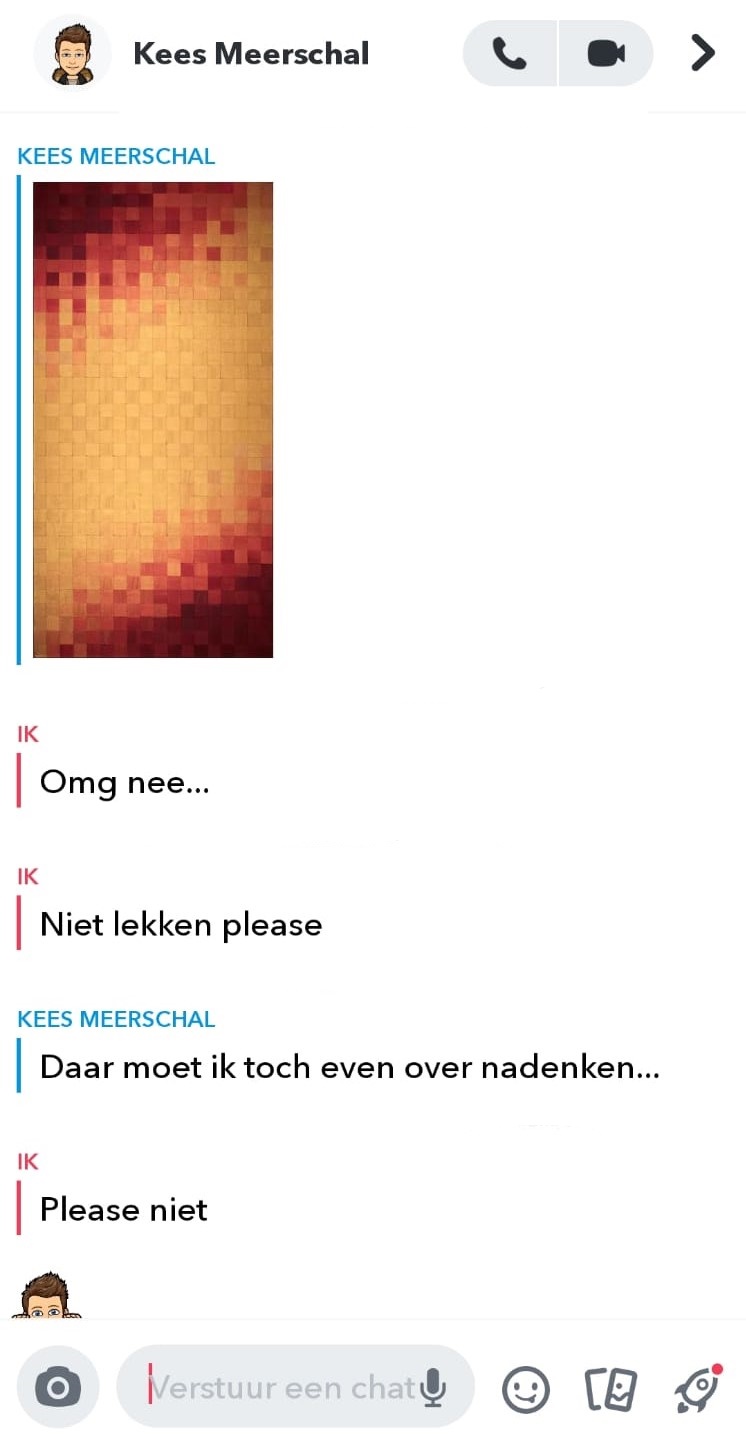 Kees Meerschal
KEES MEERSCHAL
IK
Omg nee...
IK
Niet lekken please
KEES MEERSCHAL
Daar moet ik toch even over nadenken...
IK
Please niet
Verstuur een chat